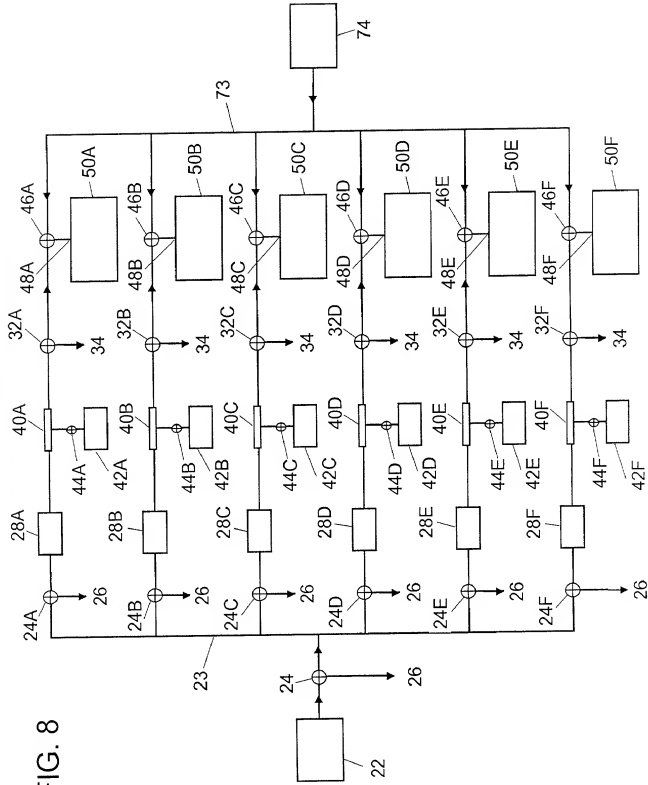 FIG. 8
74
73
46A
50A
48A
32A
34
40A
44A
42A
28A
24A
26
46B
50B
48B
32B
34
40B
44B
42B
28B
24B
26
46C
50C
48C
32C
34
40C
44C
42C
28C
24C
26
46D
50D
48D
32D
34
40D
44D
42D
28D
24D
26
46E
50E
48E
32E
34
40E
44E
42E
28E
24E
26
46F
50F
48F
32F
34
40F
44F
42F
28F
24F
26
23
24
26
22